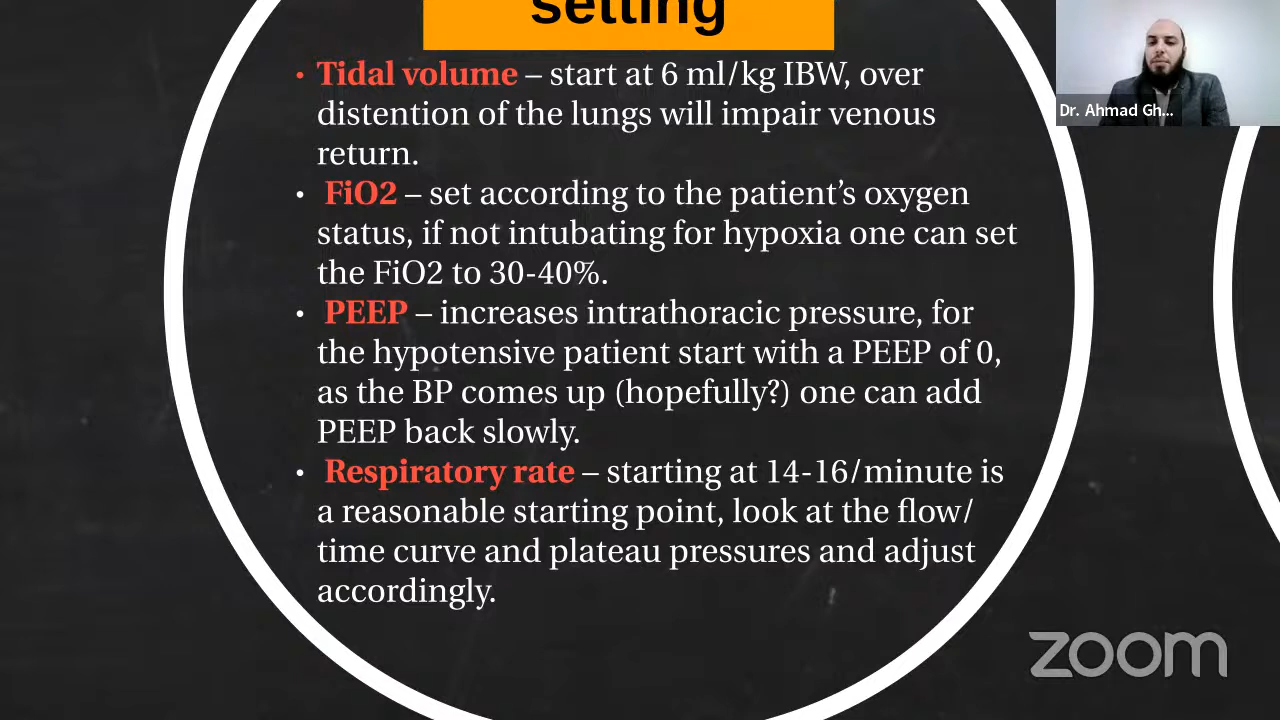 setting
• Tidal volume – start at 6 ml/kg IBW, over
distention of the lungs will impair venous
return.
• FiO2 – set according to the patient’s oxygen
status, if not intubating for hypoxia one can set
the FiO2 to 30-40%.
• PEEP – increases intrathoracic pressure, for
the hypotensive patient start with a PEEP of 0,
as the BP comes up (hopefully?) one can add
PEEP back slowly.
• Respiratory rate – starting at 14-16/minute is
a reasonable starting point, look at the flow/
time curve and plateau pressures and adjust
accordingly.
Dr. Ahmad Gh...
zoom